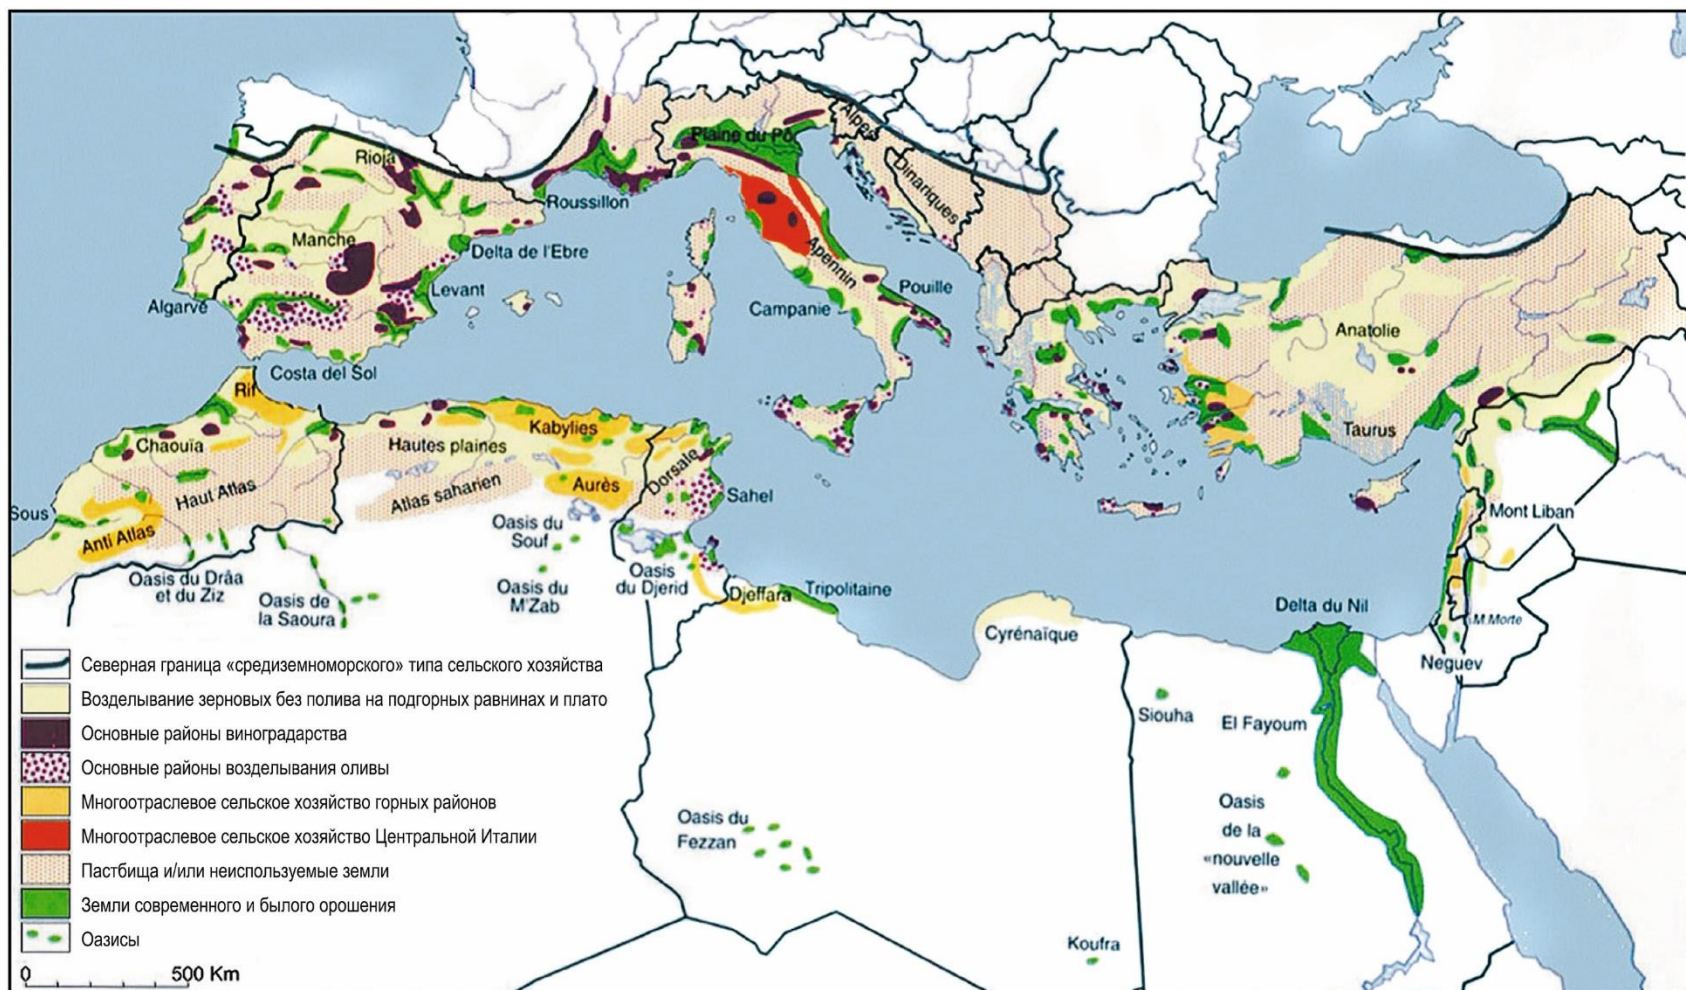 Rioja
Plaine du Pô
Alpes
Dinariques
Roussillon
Manche
Delta de l'Ebre
Apennin
Levant
Algarve
Campanie
Pouille
Anatolie
Costa del Sol
Rif
Chaouïa
Hautes plaines
Kabylies
Taurus
Haut Atlas
Atlas saharien
Aurès
Dorsale
Sahel
Sous
Anti Atlas
Mont Liban
Oasis du
Souf
Oasis du Drâa
et du Ziz
Oasis de
la Saoura
Oasis du
M'Zab
Oasis
du Djerid
Djeffara
Tripolitaine
Delta du Nil
Cyrénaïque
M.Morte
Neguev
Siouha
El Fayoum
Oasis
de la
«nouvelle
vallée»
Oasis du
Fezzan
Koufra
Северная граница «средиземноморского» типа сельского хозяйства
Возделывание зерновых без полива на подгорных равнинах и плато
Основные районы виноградарства
Основные районы возделывания оливы
Многоотраслевое сельское хозяйство горных районов
Многоотраслевое сельское хозяйство Центральной Италии
Пастбища и/или неиспользуемые земли
Земли современного и былого орошения
Оазисы
0 500 Km